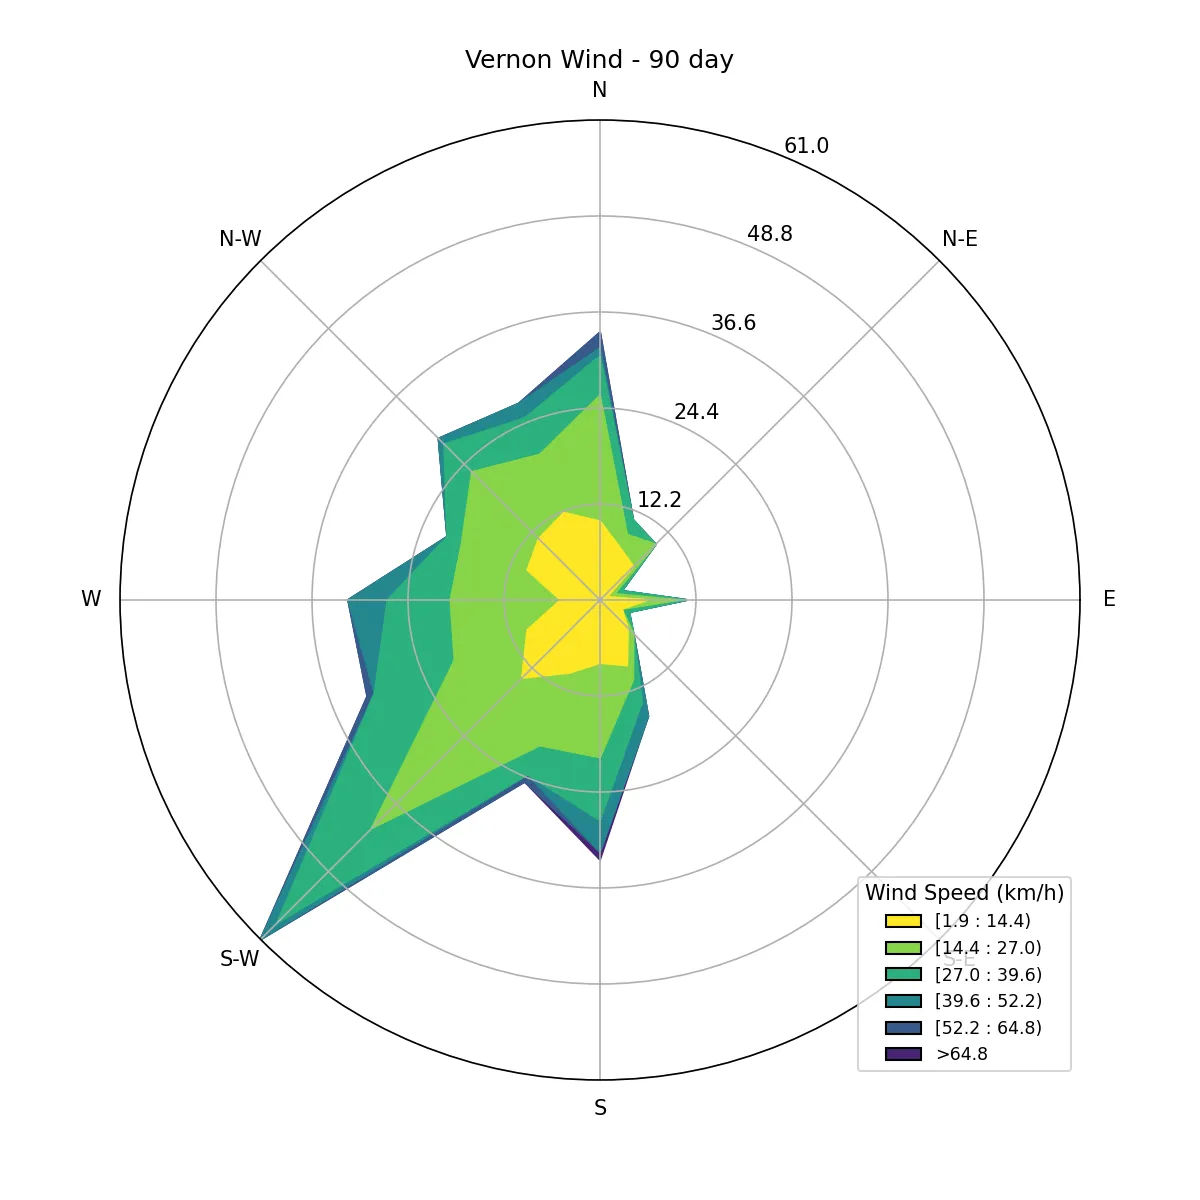 Vernon Wind - 90 day
N
61.0
N-W
48.8
N-E
36.6
24.4
12.2
W
E
S-W
S-E
S
Wind Speed (km/h)
[1.9 : 14.4)
[14.4 : 27.0)
[27.0 : 39.6)
[39.6 : 52.2)
[52.2 : 64.8)
>64.8